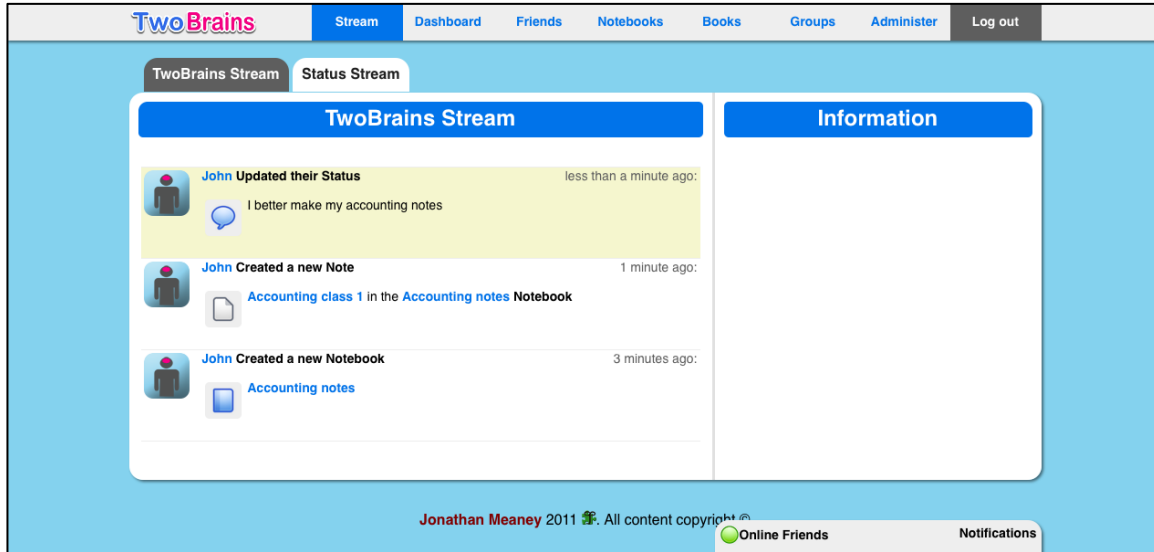 TwoBrains Stream Dashboard Friends Notebooks Books Groups Administer Log out
TwoBrains Stream Status Stream
TwoBrains Stream
Information
John Updated their Status less than a minute ago:
I better make my accounting notes
John Created a new Note 1 minute ago:
Accounting class 1 in the Accounting notes Notebook
John Created a new Notebook 3 minutes ago:
Accounting notes
Jonathan Meaney 2011 . All content copyright ©
Online Friends Notifications